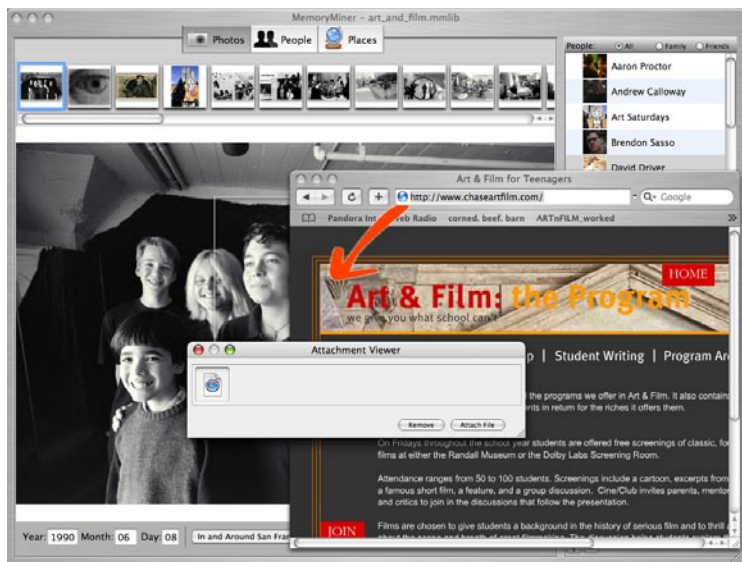 MemoryMiner – art_and_film.mmlib
Photos
People
Places
People:
All
Family
Friends
Aaron Proctor
Andrew Calloway
Art Saturdays
Brendon Sasso
David Driver
Art & Film for Teenagers
http://www.chaseartfilm.com/
Google
Pandora Int
eb Radio
corned. beef. barn
ARTnFILM_worked
HOME
Art & Film: the Program
we give you what school can't
Attachment Viewer
p | Student Writing | Program Ar
the programs we offer in Art & Film. It also contains
nts in return for the riches it offers them.
Remove
Attach File
On Fridays throughout the school year students are offered free screenings of classic, for
films at either the Randall Museum or the Dolby Labs Screening Room.
Attendance ranges from 50 to 100 students. Screenings include a cartoon, excerpts from
a famous short film, a feature, and a group discussion. Cine/Club invites parents, mentor
and critics to join in the discussions that follow the presentation.
JOIN
Films are chosen to give students a background in the history of serious film and to thrill
Year: 1990 Month: 06 Day: 08
In and Around San Fran